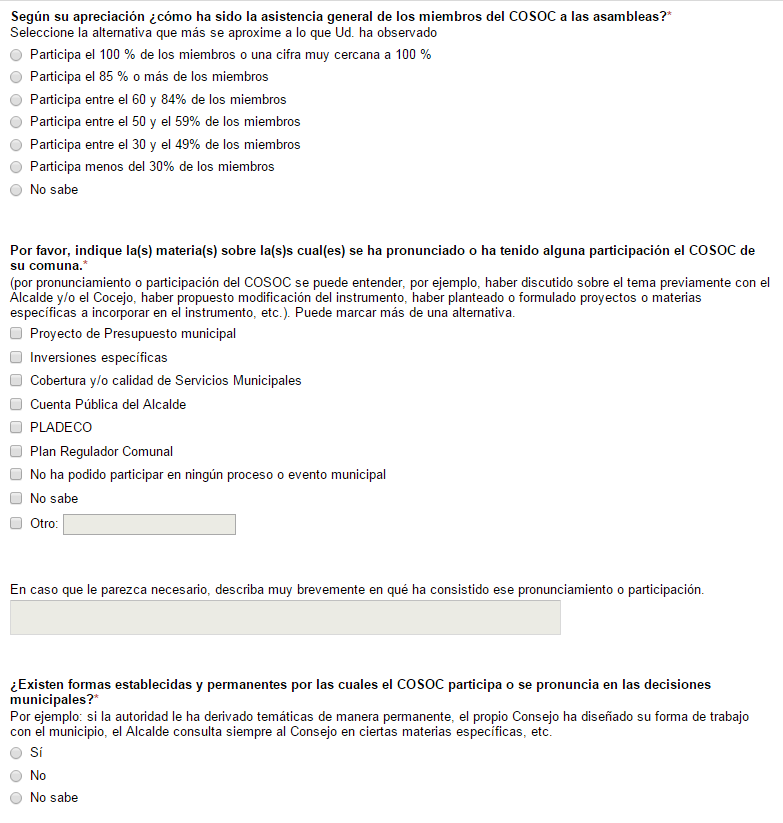 Según su apreciación ¿cómo ha sido la asistencia general de los miembros del COSOC a las asambleas?*
Seleccione la alternativa que más se aproxime a lo que Ud. ha observado
Participa el 100 % de los miembros o una cifra muy cercana a 100 %
Participa el 85 % o más de los miembros
Participa entre el 60 y 84% de los miembros
Participa entre el 50 y el 59% de los miembros
Participa entre el 30 y el 49% de los miembros
Participa menos del 30% de los miembros
No sabe
Por favor, indique la(s) materia(s) sobre la(s)s cual(es) se ha pronunciado o ha tenido alguna participación el COSOC de
su comuna.*
(por pronunciamiento o participación del COSOC se puede entender, por ejemplo, haber discutido sobre el tema previamente con el
Alcalde y/o el Cocejo, haber propuesto modificación del instrumento, haber planteado o formulado proyectos o materias
específicas a incorporar en el instrumento, etc.). Puede marcar más de una alternativa.
Proyecto de Presupuesto municipal
Inversiones específicas
Cobertura y/o calidad de Servicios Municipales
Cuenta Pública del Alcalde
PLADECO
Plan Regulador Comunal
No ha podido participar en ningún proceso o evento municipal
No sabe
Otro:
En caso que le parezca necesario, describa muy brevemente en qué ha consistido ese pronunciamiento o participación.
¿Existen formas establecidas y permanentes por las cuales el COSOC participa o se pronuncia en las decisiones
municipales?*
Por ejemplo: si la autoridad le ha derivado temáticas de manera permanente, el propio Consejo ha diseñado su forma de trabajo
con el municipio, el Alcalde consulta siempre al Consejo en ciertas materias específicas, etc.
Sí
No
No sabe